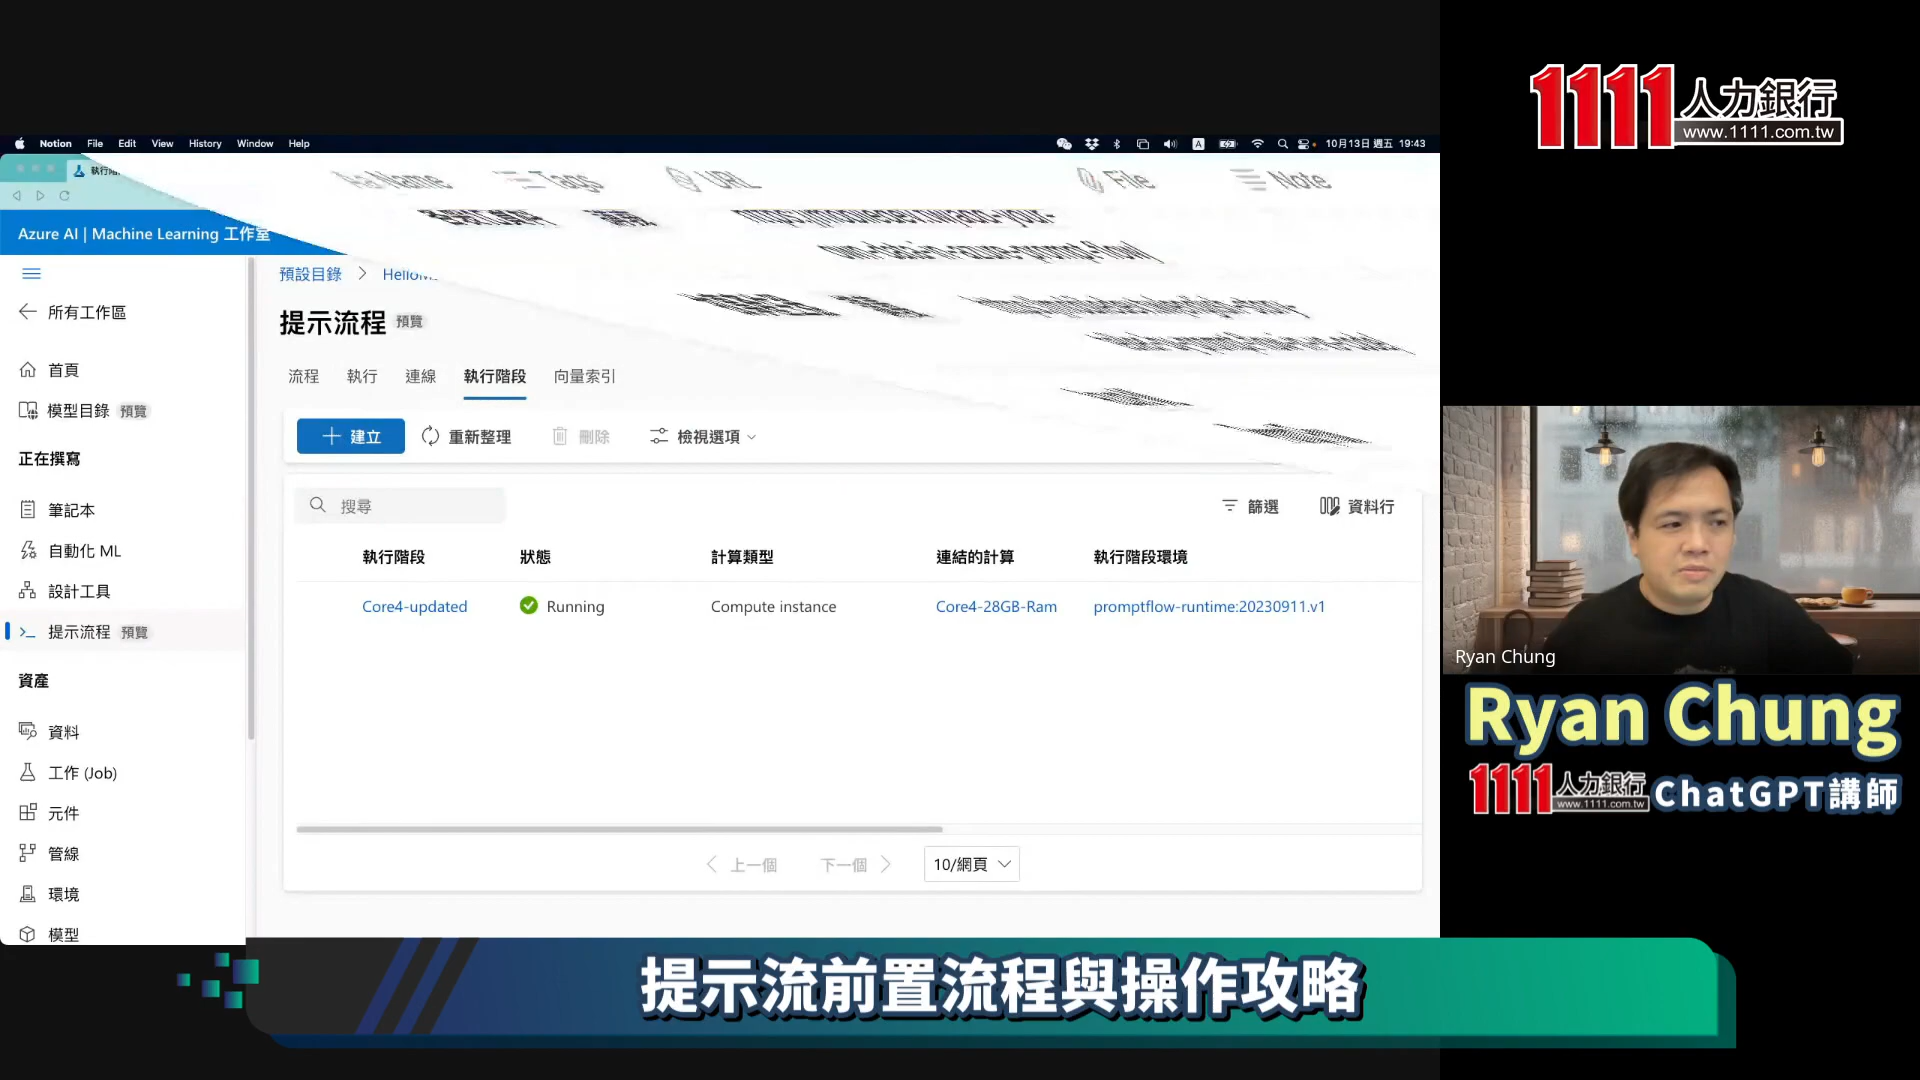 1111人力銀行
www.1111.com.tw
Notion File Edit View History Window Help
10月13日 週五 19:43
Name Tags URL File Note
Azure AI | Machine Learning 工作室
預設目錄
所有工作區
提示流程 預覽
首頁
流程 執行 連線 執行階段 向量索引
模型目錄 預覽
建立 重新整理 刪除 檢視選項
正在撰寫
筆記本
搜尋 篩選 資料行
自動化 ML
執行階段 狀態 計算類型 連結的計算 執行階段環境
設計工具
Core4-updated Running Compute instance Core4-28GB-Ram promptflow-runtime:20230911.v1
提示流程 預覽
資產
資料
工作 (Job)
元件
管線
上一個 下一個 10/網頁
環境
模型
Ryan Chung
Ryan Chung
1111人力銀行 www.1111.com.tw ChatGPT講師
提示流前置流程與操作攻略